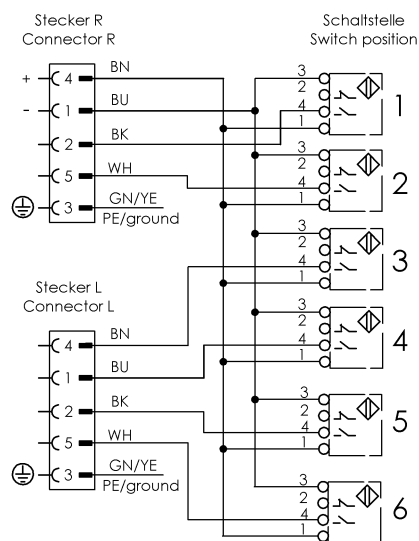 Stecker R
Connector R
Schaltstelle
Switch position
+ 4 BN
- 1 BU
2 BK
5 WH
3 GN/YE
PE/ground
3
2
4
1
1
3
2
4
1
2
3
2
4
1
3
Stecker L
Connector L
4 BN
1 BU
2 BK
5 WH
3 GN/YE
PE/ground
3
2
4
1
4
3
2
4
1
5
3
2
4
1
6